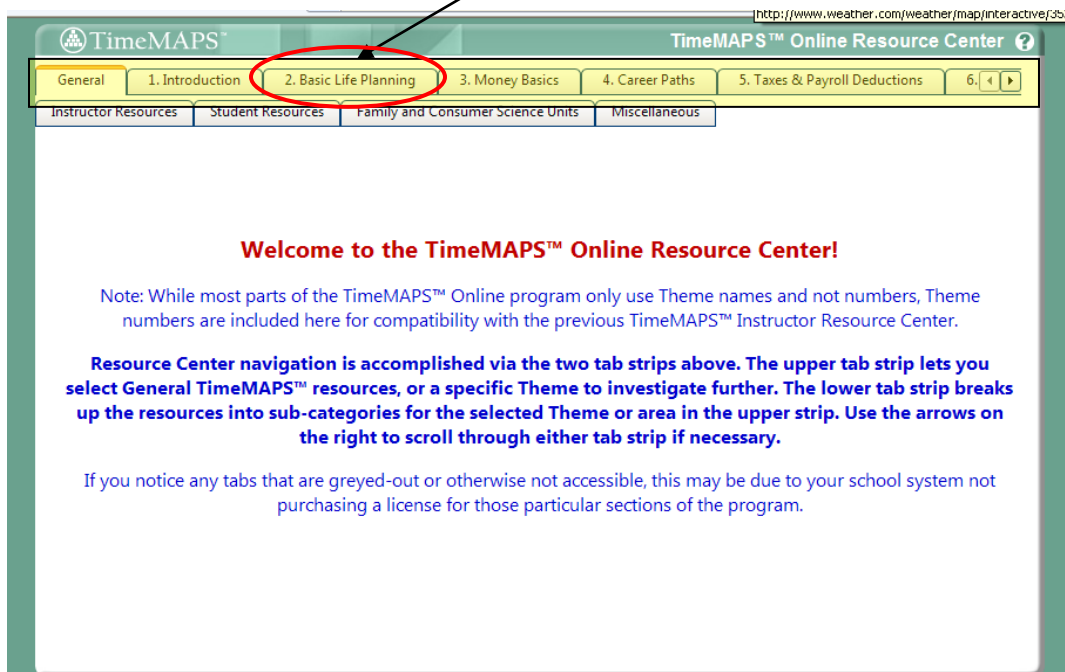 http://www.weather.com/weather/map/interactive/35
TimeMAPS™ TimeMAPS™ Online Resource Center ?
General 1. Introduction 2. Basic Life Planning 3. Money Basics 4. Career Paths 5. Taxes & Payroll Deductions 6.
Instructor Resources Student Resources Family and Consumer Science Units Miscellaneous
Welcome to the TimeMAPS™ Online Resource Center!
Note: While most parts of the TimeMAPS™ Online program only use Theme names and not numbers, Theme
numbers are included here for compatibility with the previous TimeMAPS™ Instructor Resource Center.
Resource Center navigation is accomplished via the two tab strips above. The upper tab strip lets you
select General TimeMAPS™ resources, or a specific Theme to investigate further. The lower tab strip breaks
up the resources into sub-categories for the selected Theme or area in the upper strip. Use the arrows on
the right to scroll through either tab strip if necessary.
If you notice any tabs that are greyed-out or otherwise not accessible, this may be due to your school system not
purchasing a license for those particular sections of the program.